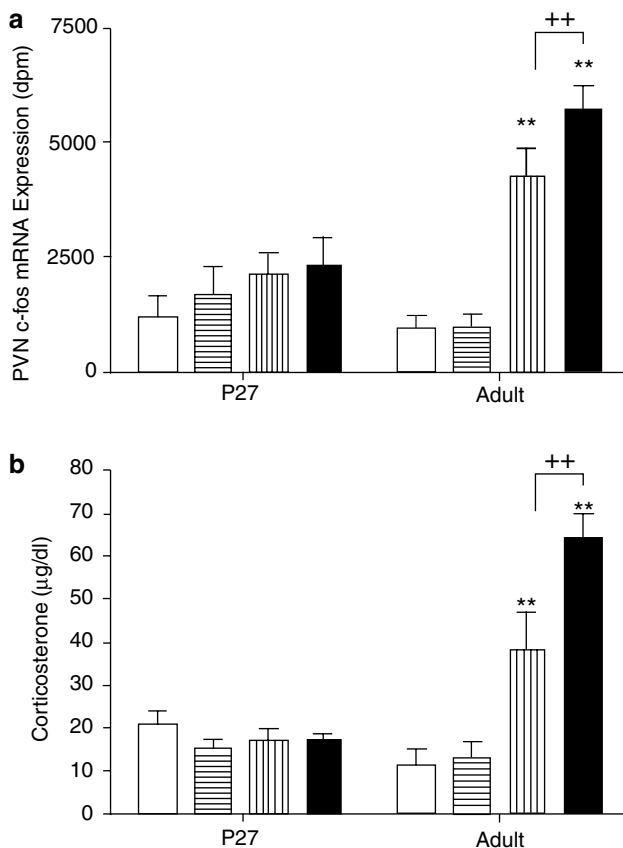 a
PVN c-fos mRNA Expression (dpm)
7500
5000
2500
0
++
**
**
P27
Adult
b
Corticosterone (μg/dl)
80
70
60
50
40
30
20
10
0
++
**
**
P27
Adult